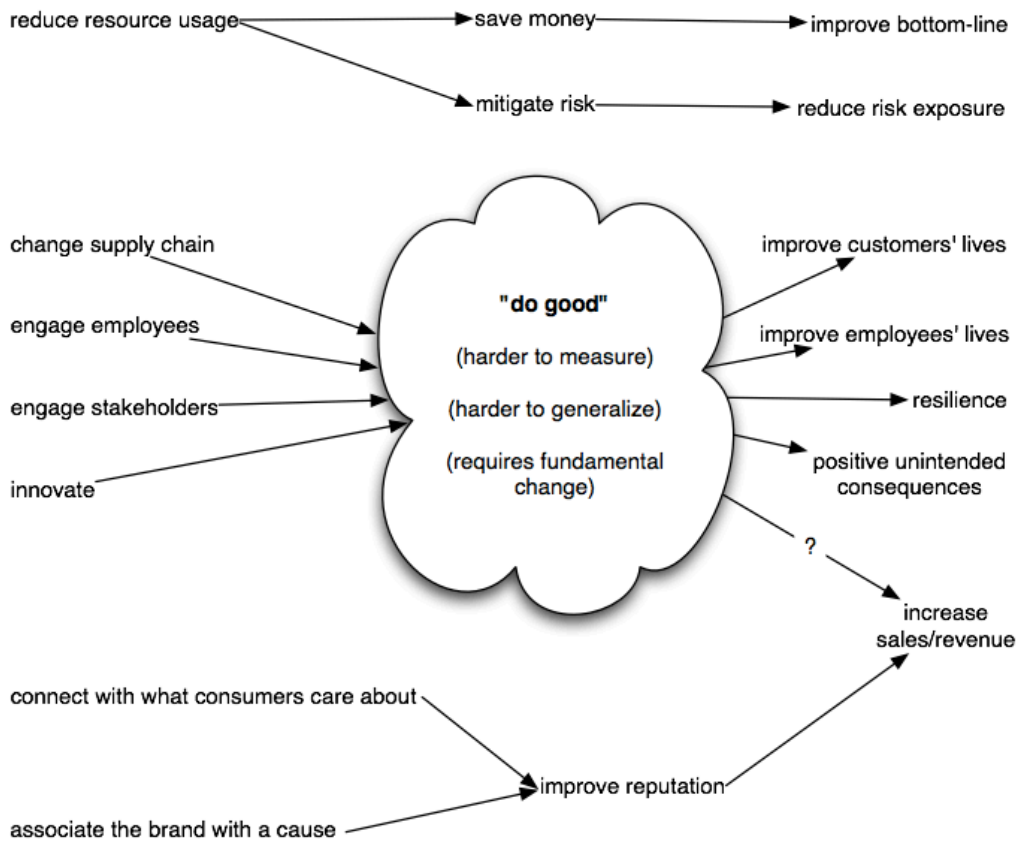 reduce resource usage
save money
improve bottom-line
mitigate risk
reduce risk exposure
change supply chain
engage employees
engage stakeholders
innovate
"do good"
(harder to measure)
(harder to generalize)
(requires fundamental
change)
improve customers' lives
improve employees' lives
resilience
positive unintended
consequences
?
increase
sales/revenue
connect with what consumers care about
improve reputation
associate the brand with a cause